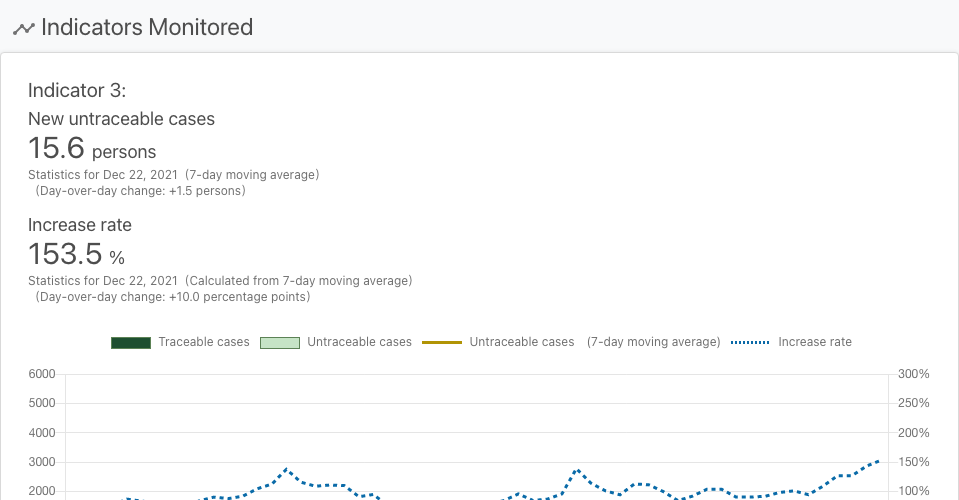 Indicators Monitored
Indicator 3:
New untraceable cases
15.6 persons
Statistics for Dec 22, 2021 (7-day moving average)
(Day-over-day change: +1.5 persons)
Increase rate
153.5 %
Statistics for Dec 22, 2021 (Calculated from 7-day moving average)
(Day-over-day change: +10.0 percentage points)
Traceable cases Untraceable cases Untraceable cases (7-day moving average) Increase rate
6000 300%
5000 250%
4000 200%
3000 150%
2000 100%